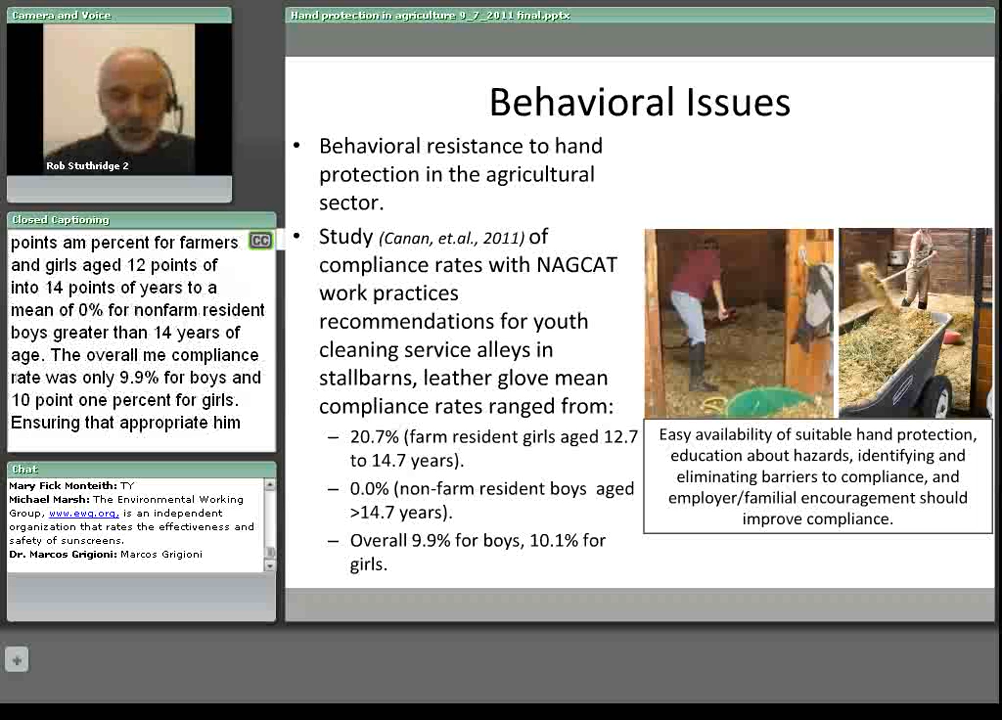 Camera and Voice
Rob Stuthridge 2
Closed Captioning
CC
points am percent for farmers
and girls aged 12 points of
into 14 points of years to a
mean of 0% for nonfarm resident
boys greater than 14 years of
age. The overall me compliance
rate was only 9.9% for boys and
10 point one percent for girls.
Ensuring that appropriate him
Chat
Mary Fick Monteith: TY
Michael Marsh: The Environmental Working
Group, www.ewg.org, is an independent
organization that rates the effectiveness and
safety of sunscreens.
Dr. Marcos Grigioni: Marcos Grigioni
Hand protection in agriculture 9_7_2011 final.pptx
Behavioral Issues
• Behavioral resistance to hand
protection in the agricultural
sector.
• Study (Canan, et.al., 2011) of
compliance rates with NAGCAT
work practices
recommendations for youth
cleaning service alleys in
stallbarns, leather glove mean
compliance rates ranged from:
– 20.7% (farm resident girls aged 12.7
to 14.7 years).
– 0.0% (non-farm resident boys aged
>14.7 years).
– Overall 9.9% for boys, 10.1% for
girls.
Easy availability of suitable hand protection,
education about hazards, identifying and
eliminating barriers to compliance, and
employer/familial encouragement should
improve compliance.